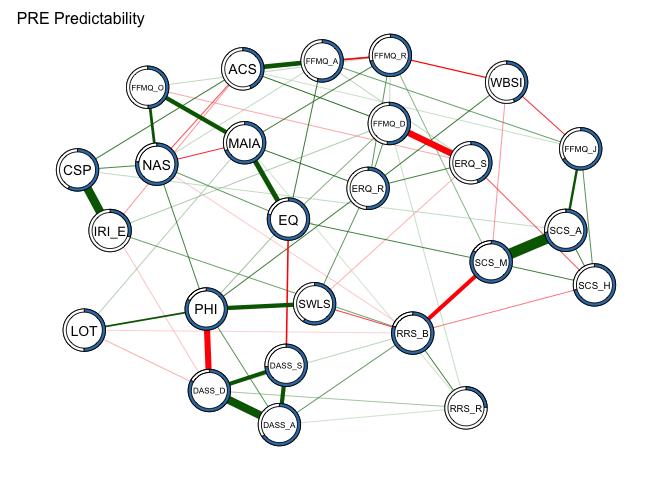 PRE Predictability
ACS
FFMQ_A
FFMQ_R
WBSI
FFMQ_O
FFMQ_D
MAIA
FFMQ_J
CSP
NAS
ERQ_S
ERQ_R
IRI_E
EQ
SCS_A
SCS_M
SCS_H
PHI
SWLS
LOT
RRS_B
DASS_S
DASS_D
RRS_R
DASS_A